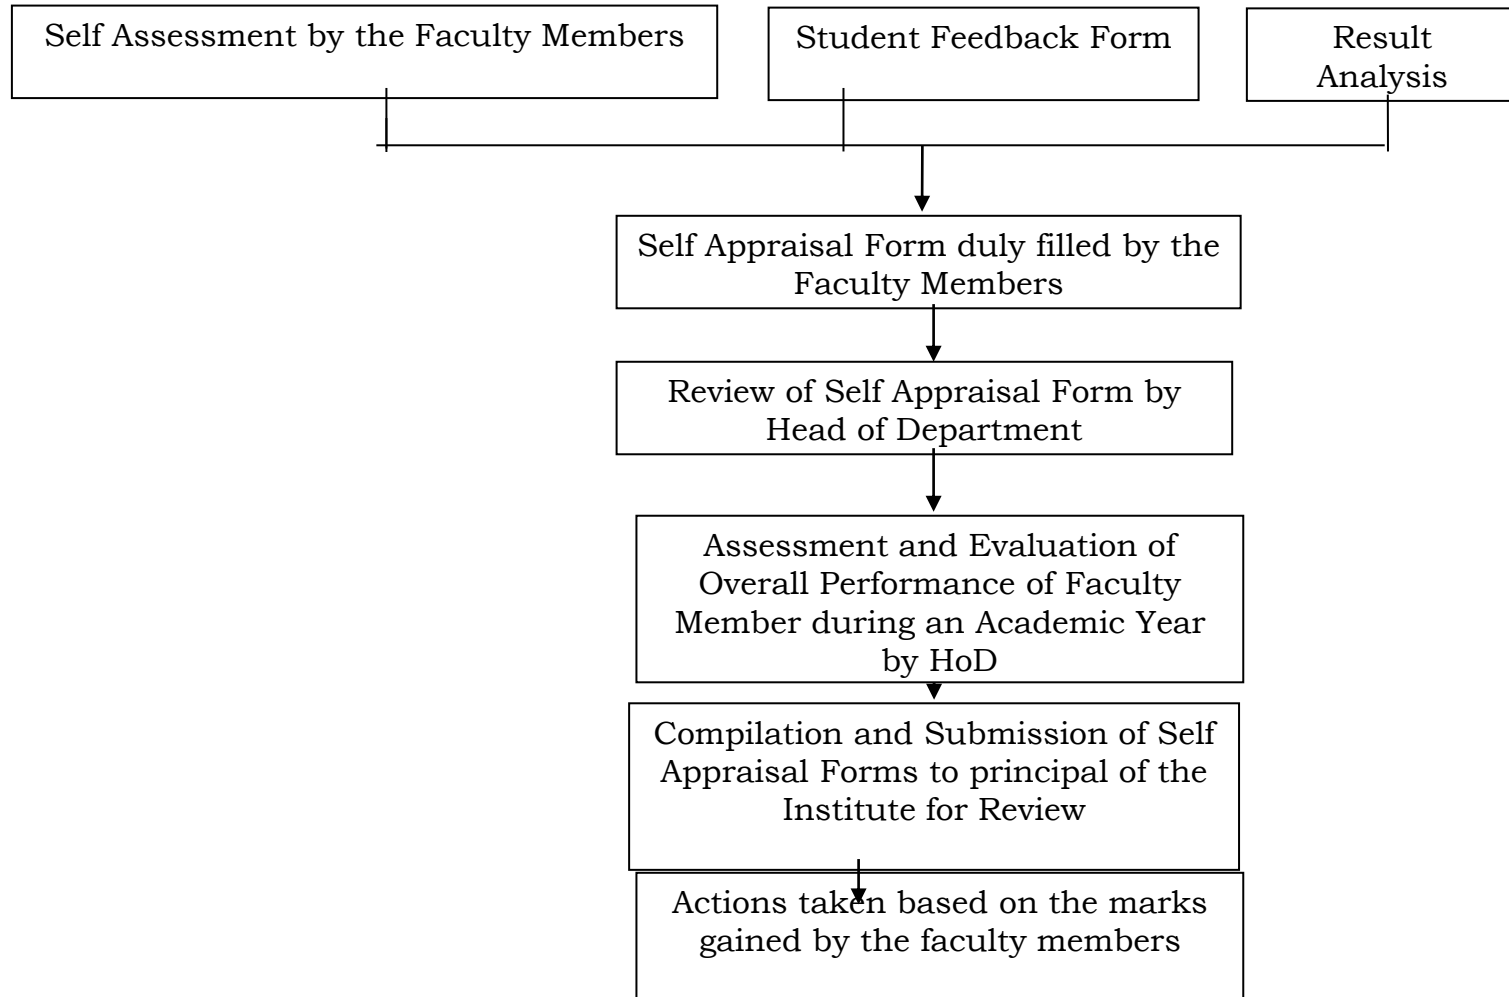 Self Assessment by the Faculty Members
Student Feedback Form
Result
Analysis
Self Appraisal Form duly filled by the
Faculty Members
Review of Self Appraisal Form by
Head of Department
Assessment and Evaluation of
Overall Performance of Faculty
Member during an Academic Year
by HoD
Compilation and Submission of Self
Appraisal Forms to principal of the
Institute for Review
Actions taken based on the marks
gained by the faculty members